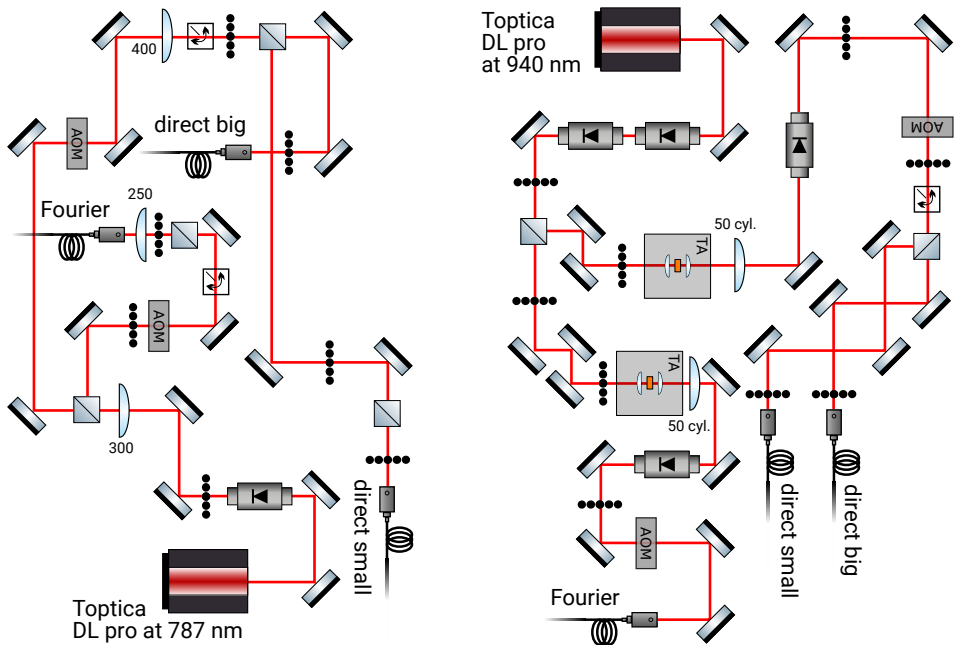 400
AOM
direct big
250
Fourier
AOM
300
direct small
Toptica
DL pro at 787 nm
Toptica
DL pro
at 940 nm
AOM
50 cyl.
TA
TA
50 cyl.
direct small
direct big
AOM
Fourier